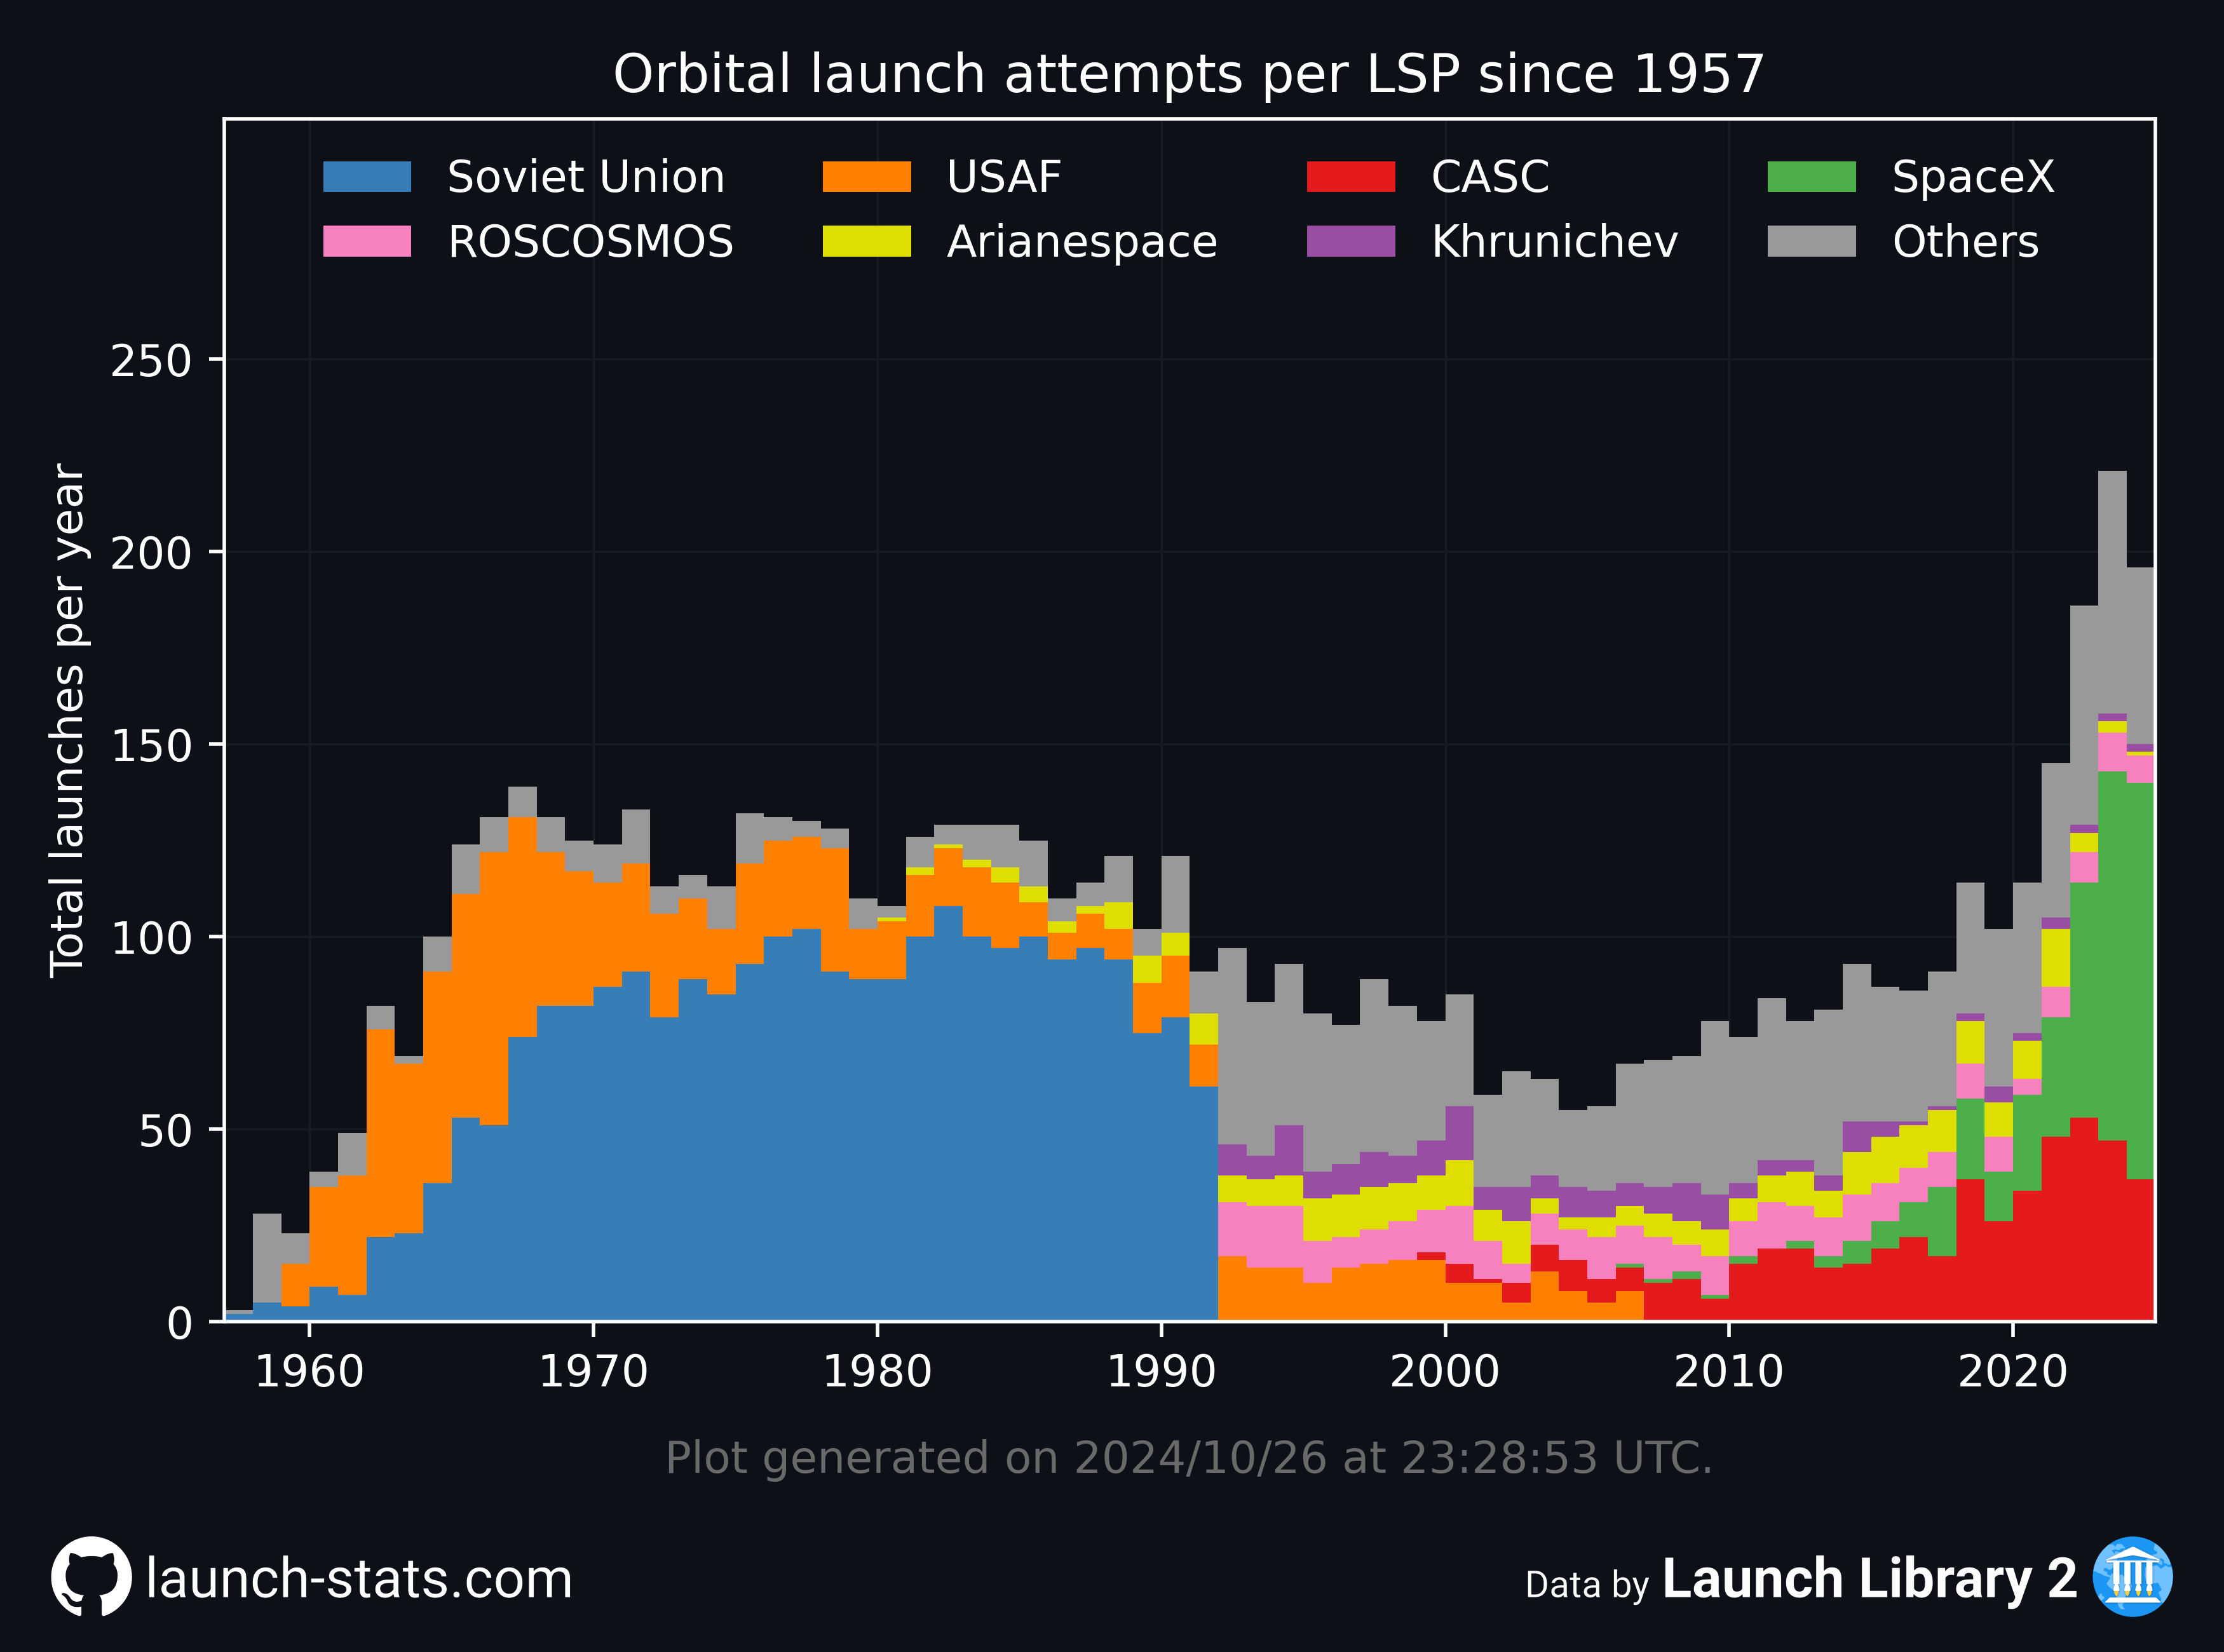 Orbital launch attempts per LSP since 1957
Soviet Union
USAF
CASC
SpaceX
ROSCOSMOS
Arianespace
Khrunichev
Others
Total launches per year
250
200
150
100
50
0
1960
1970
1980
1990
2000
2010
2020
Plot generated on 2024/10/26 at 23:28:53 UTC.
launch-stats.com
Data by Launch Library 2